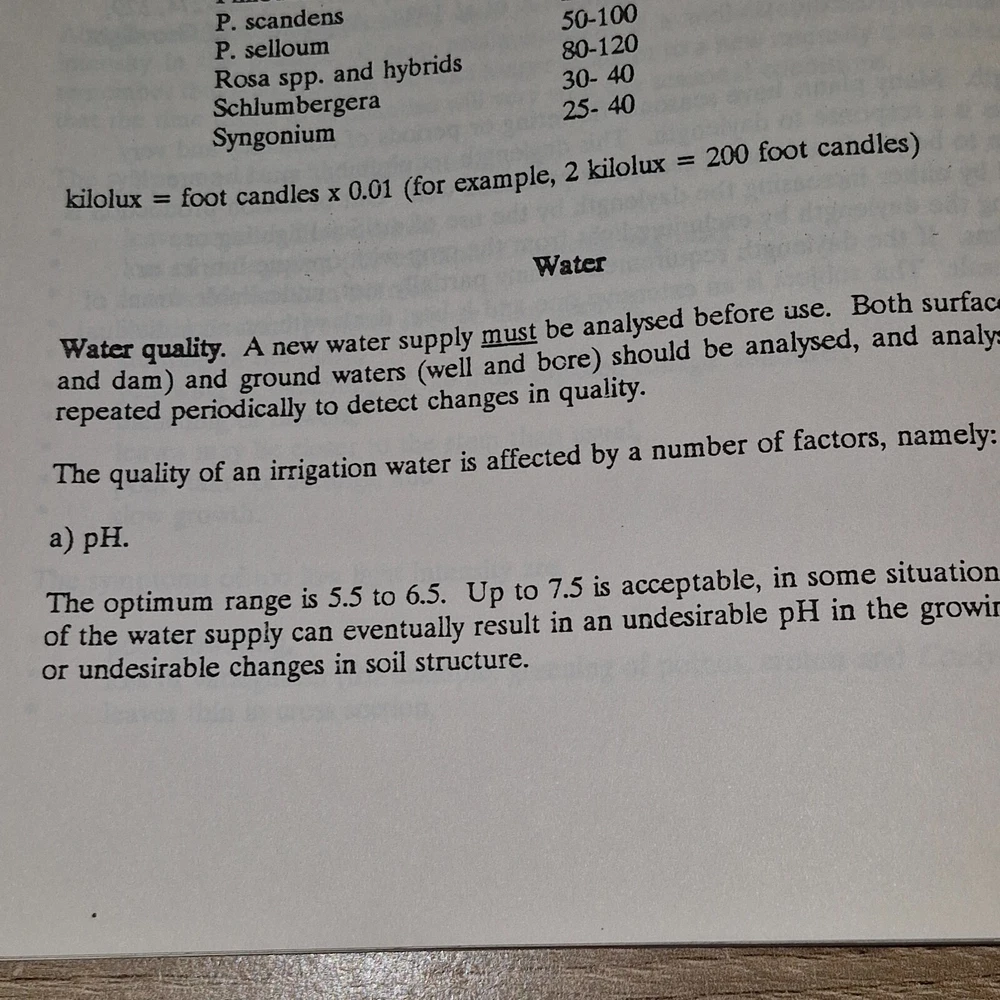 P. scandens
P. selloum 50-100
Rosa spp. and hybrids 80-120
Schlumbergera 30- 40
Syngonium 25- 40
kilolux = foot candles x 0.01 (for example, 2 kilolux = 200 foot candles)
Water
Water quality. A new water supply must be analysed before use. Both surface
and dam) and ground waters (well and bore) should be analysed, and analys
repeated periodically to detect changes in quality.
The quality of an irrigation water is affected by a number of factors, namely:
a) pH.
The optimum range is 5.5 to 6.5. Up to 7.5 is acceptable, in some situation
of the water supply can eventually result in an undesirable pH in the growin
or undesirable changes in soil structure.